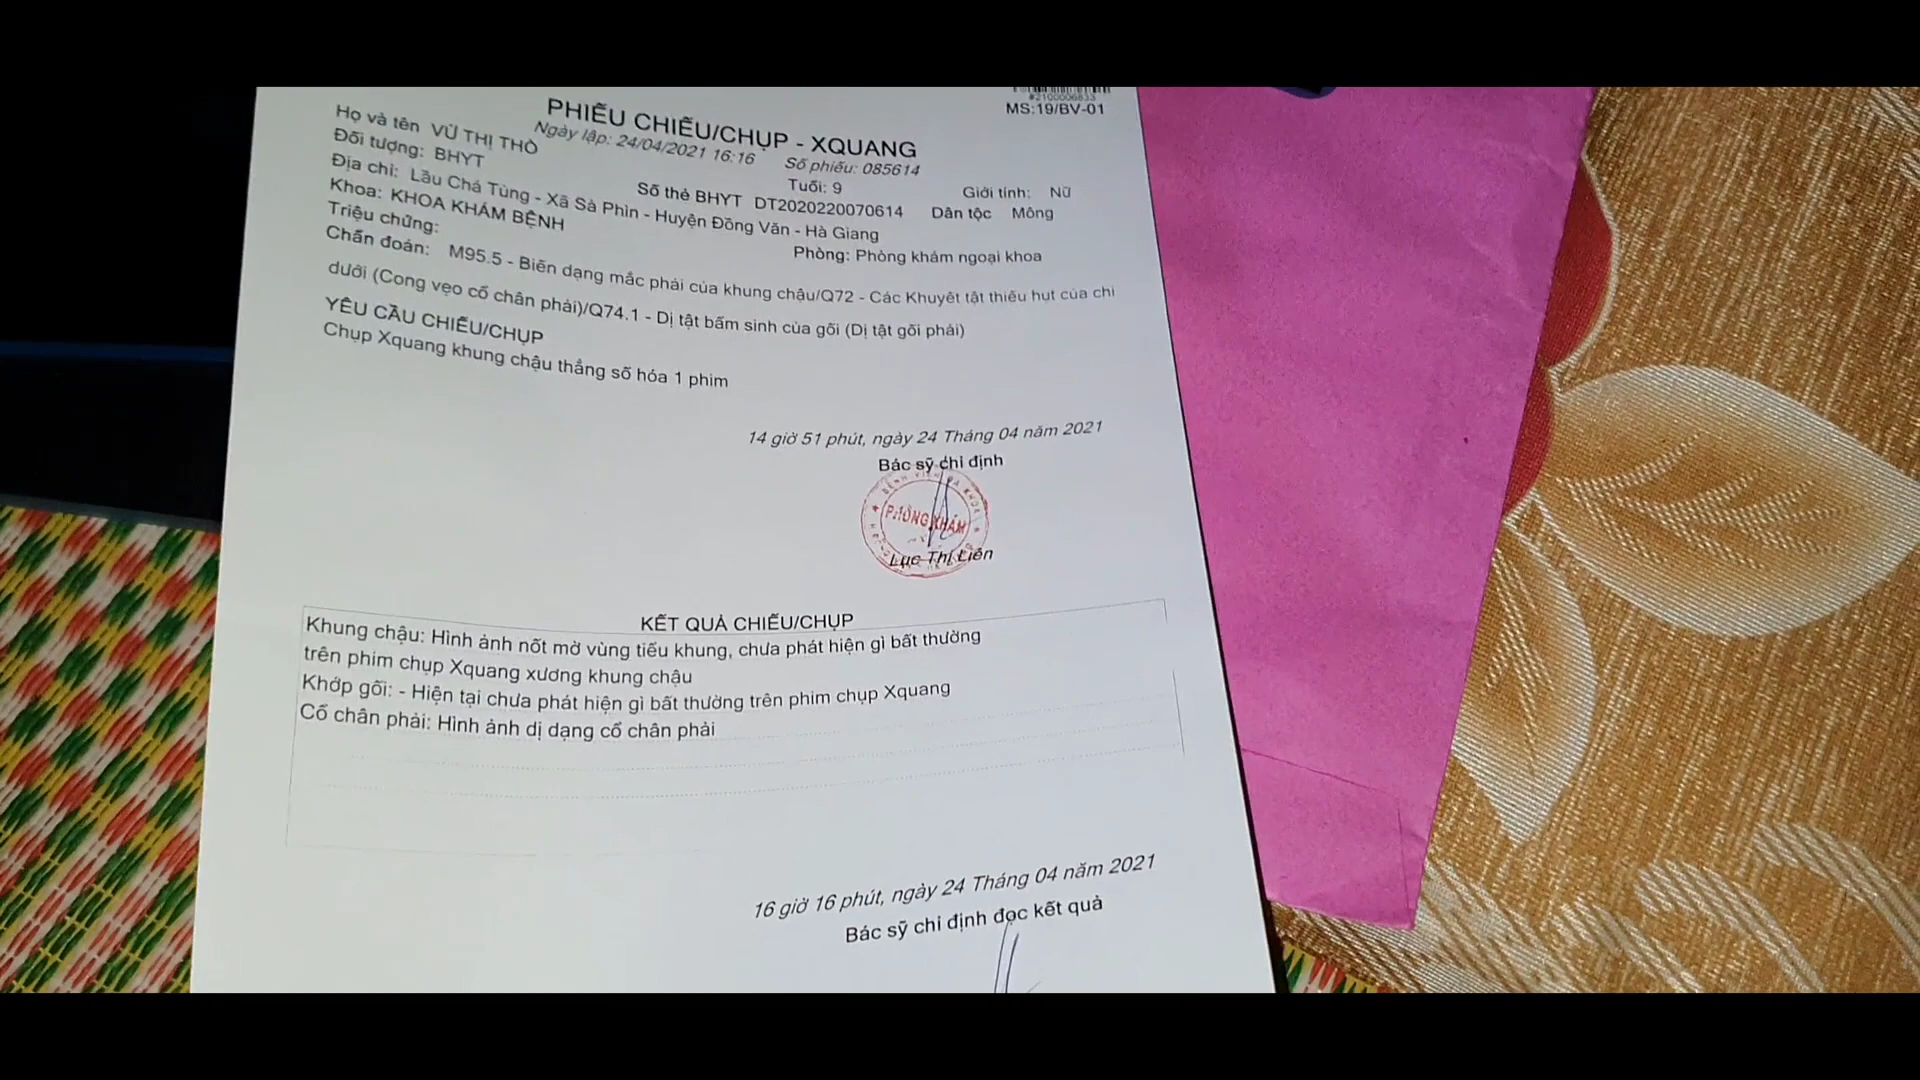 #2100006833
MS:19/BV-01
PHIẾU CHIẾU/CHỤP - XQUANG
Ngày lập: 24/04/2021 16:16 Số phiếu: 085614
Họ và tên VỪ THỊ THÒ Tuổi: 9 Giới tính: Nữ
Đối tượng: BHYT Số thẻ BHYT DT2020220070614 Dân tộc Mông
Địa chỉ: Lầu Chá Tùng - Xã Sà Phìn - Huyện Đồng Văn - Hà Giang
Khoa: KHOA KHÁM BỆNH Phòng: Phòng khám ngoại khoa
Triệu chứng:
Chẩn đoán: M95.5 - Biến dạng mắc phải của khung chậu/Q72 - Các Khuyết tật thiếu hụt của chi
dưới (Cong vẹo cổ chân phải)/Q74.1 - Dị tật bẩm sinh của gối (Dị tật gối phải)
YÊU CẦU CHIẾU/CHỤP
Chụp Xquang khung chậu thẳng số hóa 1 phim
14 giờ 51 phút, ngày 24 Tháng 04 năm 2021
Bác sỹ chỉ định
PHÒNG KHÁM
Lục Thị Liên
KẾT QUẢ CHIẾU/CHỤP
Khung chậu: Hình ảnh nốt mờ vùng tiểu khung, chưa phát hiện gì bất thường
trên phim chụp Xquang xương khung chậu
Khớp gối: - Hiện tại chưa phát hiện gì bất thường trên phim chụp Xquang
Cổ chân phải: Hình ảnh dị dạng cổ chân phải
16 giờ 16 phút, ngày 24 Tháng 04 năm 2021
Bác sỹ chỉ định đọc kết quả